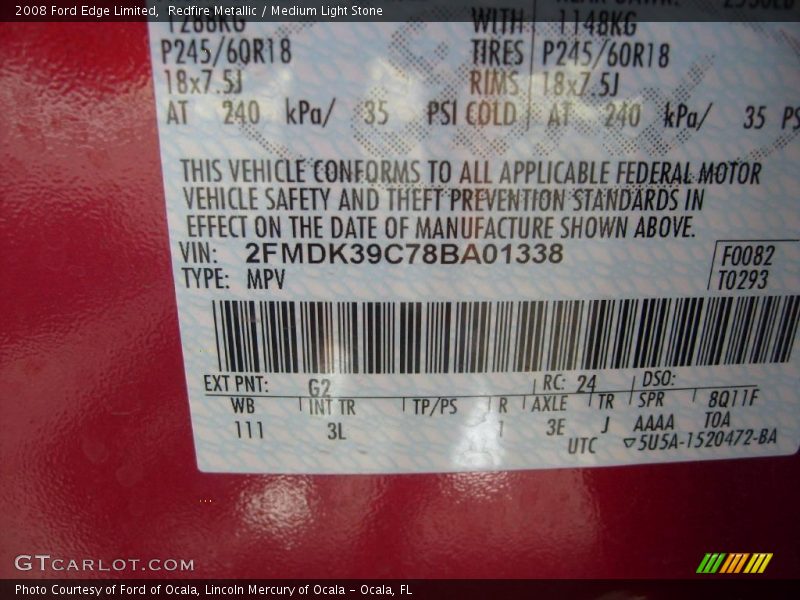 2008 Ford Edge Limited, Redfire Metallic / Medium Light Stone
1288KG WITH 1148KG
P245/60R18 TIRES P245/60R18
18x7.5J RIMS 18x7.5J
AT 240 kPa/ 35 PSI COLD AT 240 kPa/ 35 PS
THIS VEHICLE CONFORMS TO ALL APPLICABLE FEDERAL MOTOR
VEHICLE SAFETY AND THEFT PREVENTION STANDARDS IN
EFFECT ON THE DATE OF MANUFACTURE SHOWN ABOVE.
VIN: 2FMDK39C78BA01338 F0082
TYPE: MPV T0293
EXT PNT: G2 RC: 24 DSO:
WB INT TR TP/PS R AXLE TR SPR 8Q11F
111 3L 1 3E J AAAA TOA
UTC ▽5U5A-1520472-BA
GTCARLOT.COM
Photo Courtesy of Ford of Ocala, Lincoln Mercury of Ocala - Ocala, FL